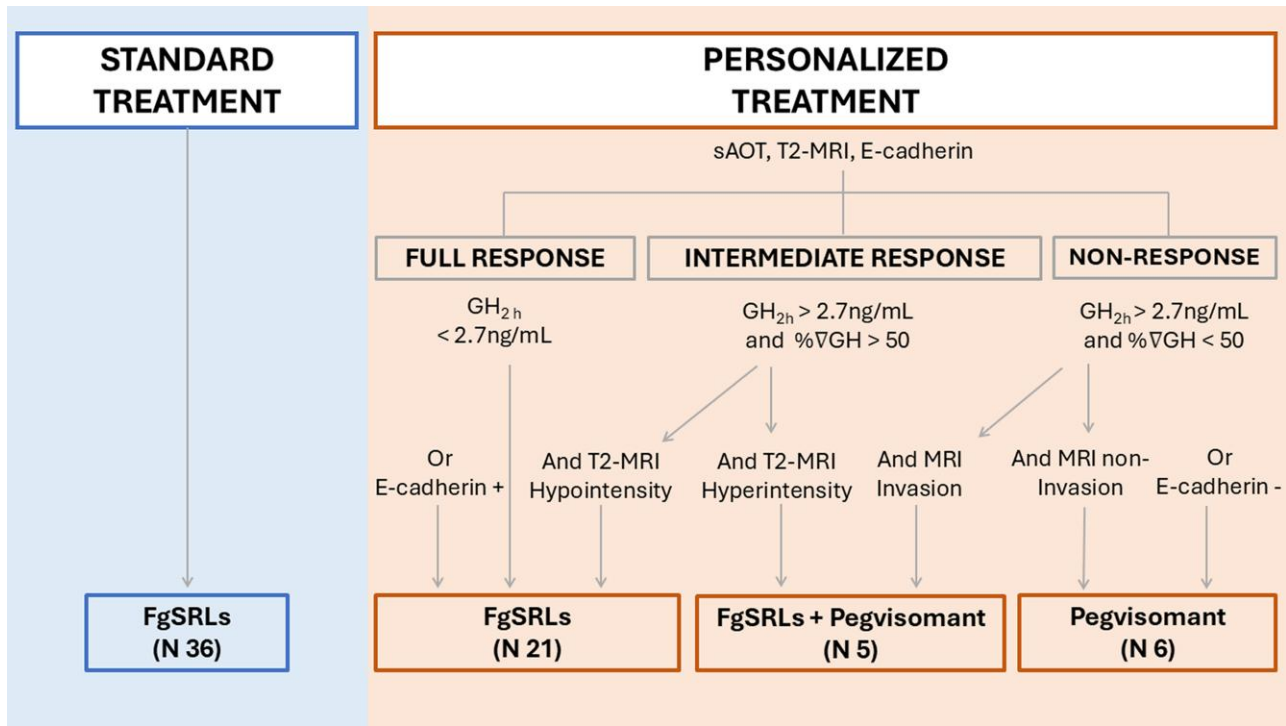 STANDARD
TREATMENT
PERSONALIZED
TREATMENT
sAOT, T2-MRI, E-cadherin
FULL RESPONSE
INTERMEDIATE RESPONSE
NON-RESPONSE
GH2 h
< 2.7ng/mL
GH2h > 2.7ng/mL
and %∇GH > 50
GH2h > 2.7ng/mL
and %∇GH < 50
Or
E-cadherin +
And T2-MRI
Hypointensity
And T2-MRI
Hyperintensity
And MRI
Invasion
And MRI non-
Invasion
Or
E-cadherin -
FgSRLs
(N 36)
FgSRLs
(N 21)
FgSRLs + Pegvisomant
(N 5)
Pegvisomant
(N 6)